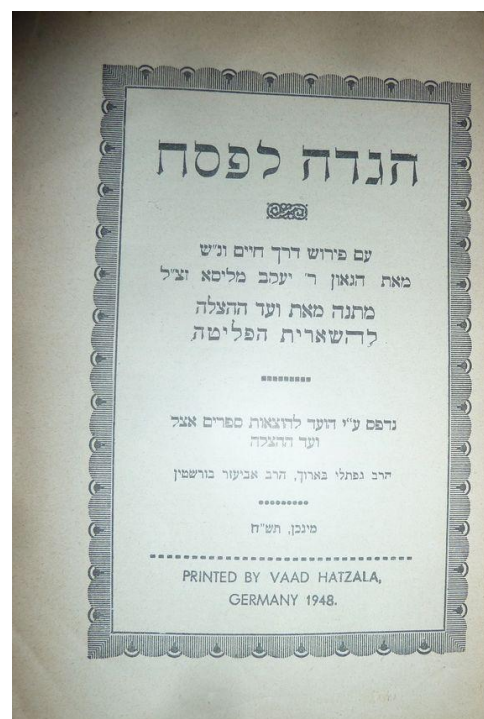 הגדה לפסח
עם פירוש דרך חיים ונ״ש
מאת הגאון ר׳ יעקב מליסא זצ״ל
מתנה מאת ועד ההצלה
להשארית הפליטה
נדפס ע״י הועד להוצאות ספרים אצל
ועד ההצלה
הרב נפתלי בארוך, הרב אביעזר בורשטין
מינכן, תש״ח
PRINTED BY VAAD HATZALA,
GERMANY 1948.